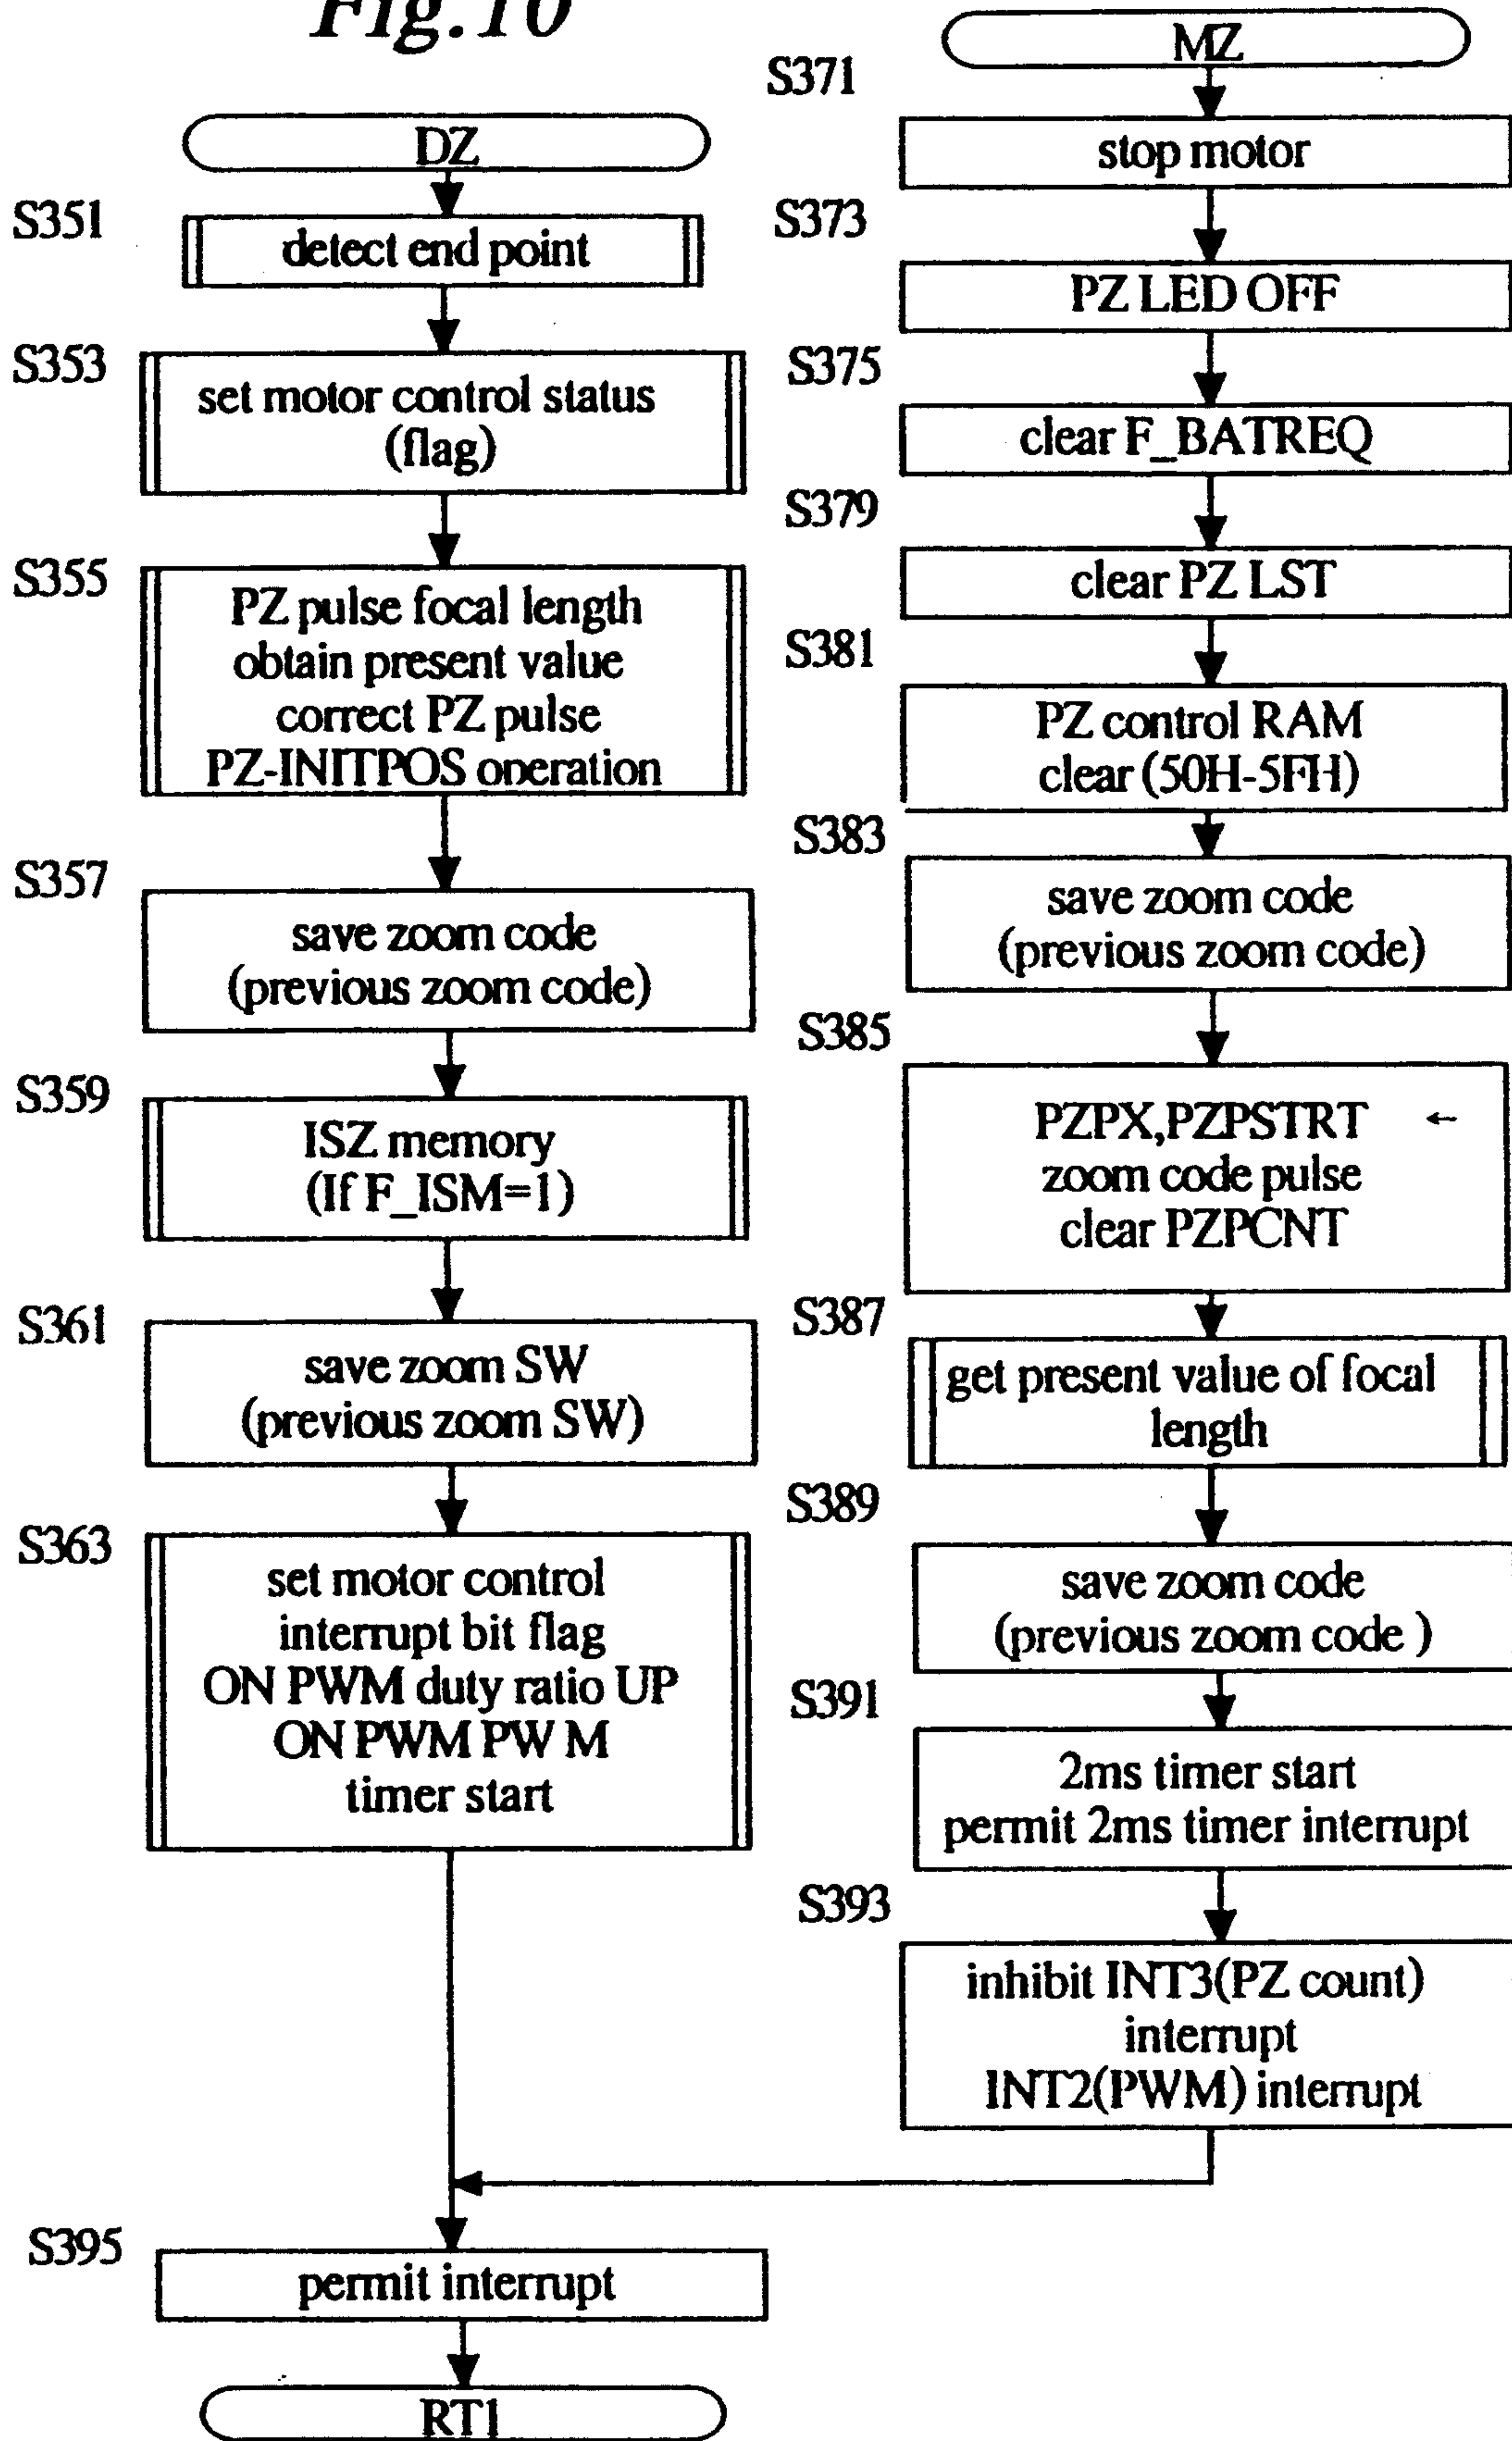 Fig.10
DZ
S351
detect end point
S353
set motor control status
(flag)
S355
PZ pulse focal length
obtain present value
correct PZ pulse
PZ-INITPOS oneration
S357
save zoom code
(previous zoom code)
S359
ISZ memory
(If F_ISM=1)
S361
save zoom SW
(previous zoom SW)
S363
set motor control
interrupt bit flag
ON PWM duty ratio UP
ON PWM PW M
timer start
MZ
S371
stop motor
S373
PZ LED OFF
S375
clear F_BATREQ
S379
clear PZ LST
S381
PZ control RAM
clear (50H-5FH)
S383
save zoom code
(previous zoom code)
S385
PZPX,PZPSTRT ←
zoom code pulse
clear PZPCNT
S387
get present value of focal
length
S389
save zoom code
(previous zoom code )
S391
2ms timer start
permit 2ms timer interrupt
S393
inhibit INT3(PZ count)
interrupt
INT2(PWM) interrupt
S395
permit interrupt
RT1